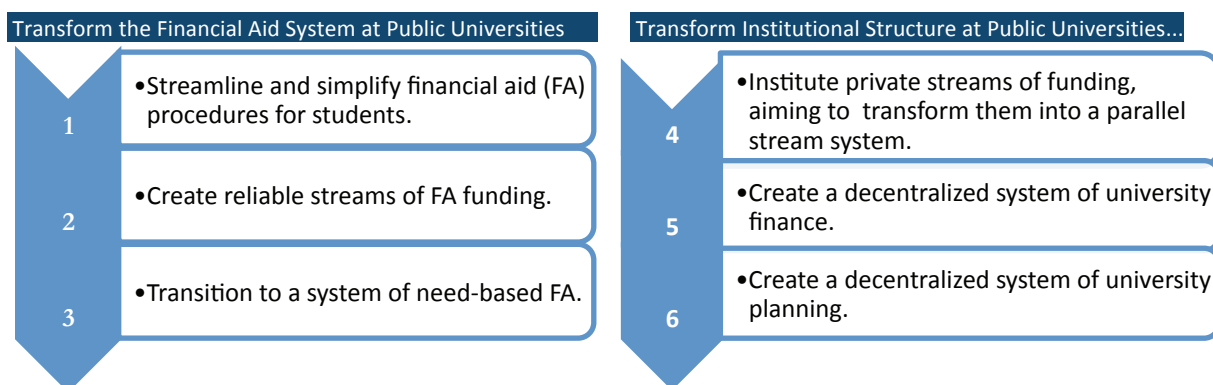 Transform the Financial Aid System at Public Universities
1
•Streamline and simplify financial aid (FA)
procedures for students.
2
•Create reliable streams of FA funding.
3
•Transition to a system of need-based FA.
Transform Institutional Structure at Public Universities...
4
•Institute private streams of funding,
aiming to transform them into a parallel
stream system.
5
•Create a decentralized system of university
finance.
6
•Create a decentralized system of university
planning.